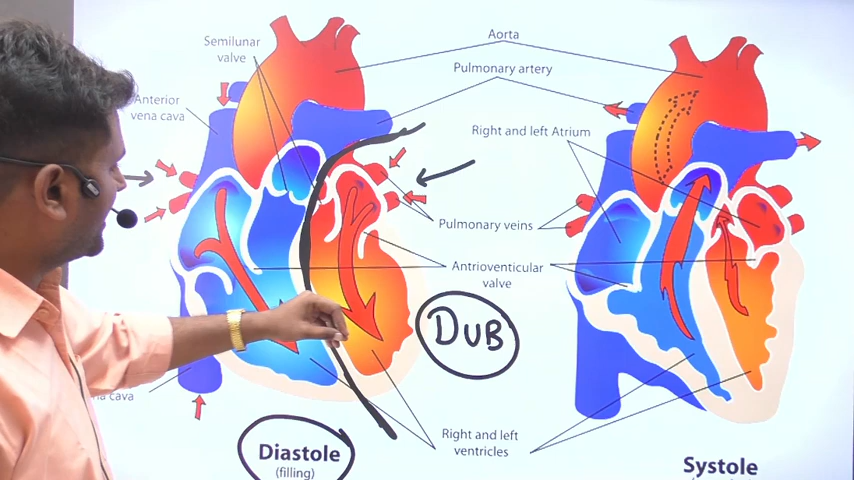 Semilunar
valve
Aorta
Pulmonary artery
Anterior
vena cava
Right and left Atrium
Pulmonary veins
Antrioventicular
valve
DUB
cava
Right and left
ventricles
Diastole
(filling)
Systole